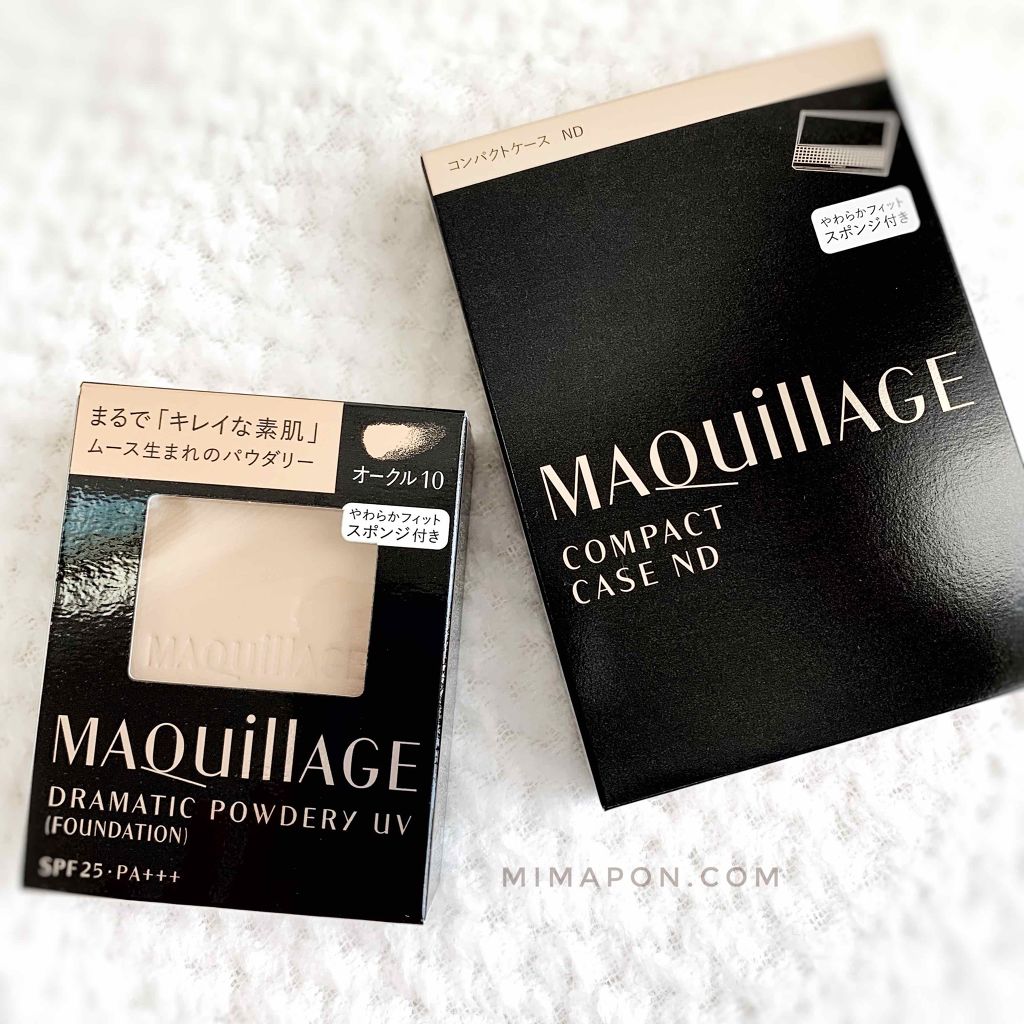 コンパクトケース ND
やわらかフィット
スポンジ付き
MAQuillAGE
COMPACT
CASE ND
まるで「キレイな素肌」
ムース生まれのパウダリー
オークル10
やわらかフィット
スポンジ付き
MAQuillAGE
MAQuillAGE
DRAMATIC POWDERY UV
(FOUNDATION)
SPF25・PA+++
MIMAPON.COM